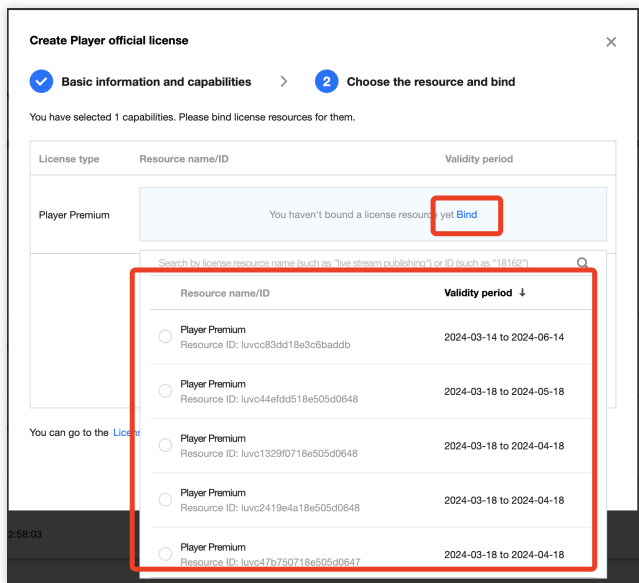 Create Player official license
Basic information and capabilities
2 Choose the resource and bind
You have selected 1 capabilities. Please bind license resources for them.
License type Resource name/ID Validity period
Player Premium
You haven't bound a license resource yet Bind
Search by license resource name (such as "live stream publishing") or ID (such as "18162")
Resource name/ID Validity period ↓
Player Premium
Resource ID: luvcc83dd18e3c6baddb
2024-03-14 to 2024-06-14
Player Premium
Resource ID: luvc44efdd518e505d0648
2024-03-18 to 2024-05-18
Player Premium
Resource ID: luvc1329f0718e505d0648
2024-03-18 to 2024-04-18
Player Premium
Resource ID: luvc2419e4a18e505d0648
2024-03-18 to 2024-04-18
Player Premium
Resource ID: luvc47b750718e505d0647
2024-03-18 to 2024-04-18
You can go to the
2:58:03